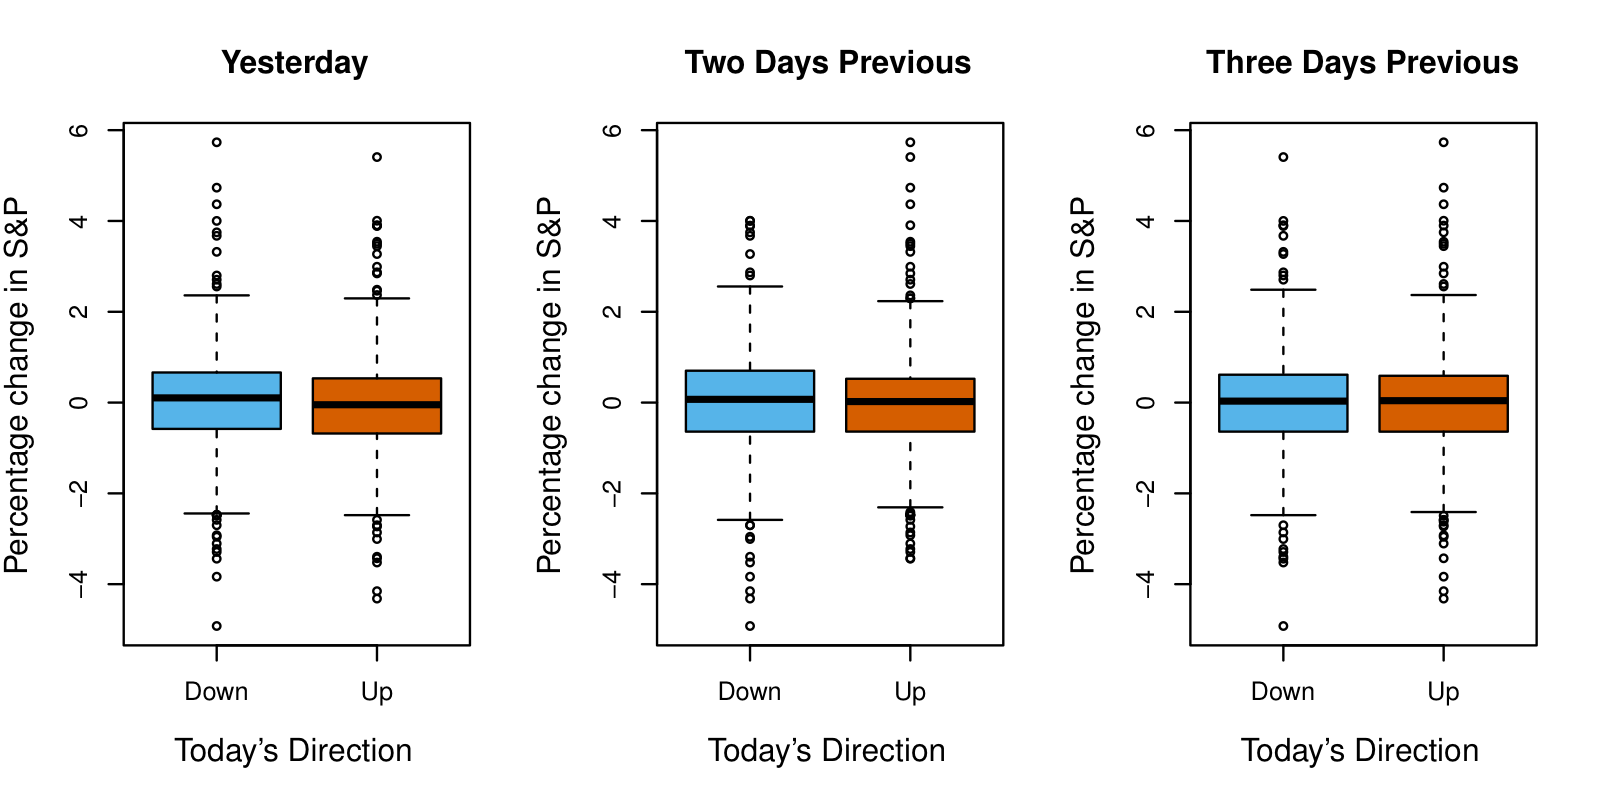 Yesterday
Percentage change in S&P
6
4
2
0
−2
−4
Down
Up
Today’s Direction
Two Days Previous
Percentage change in S&P
6
4
2
0
−2
−4
Down
Up
Today’s Direction
Three Days Previous
Percentage change in S&P
6
4
2
0
−2
−4
Down
Up
Today’s Direction